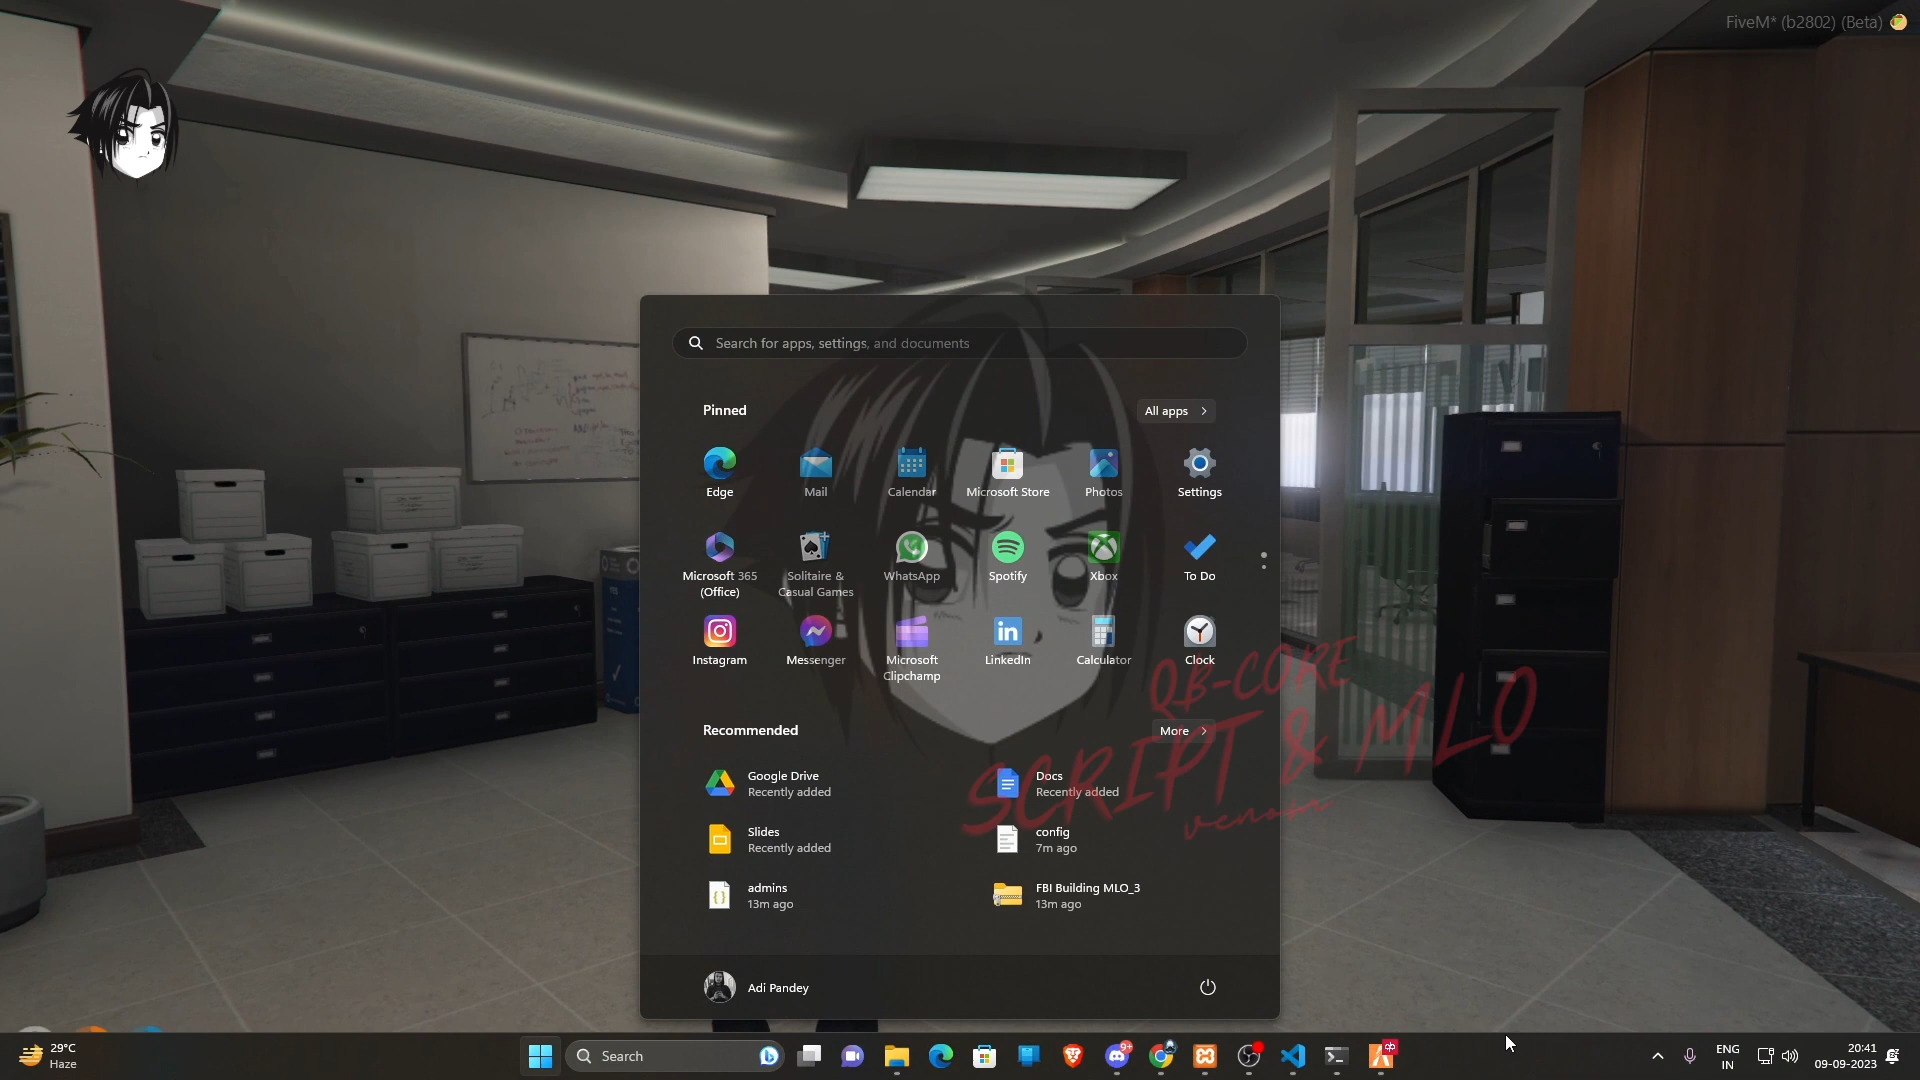 FiveM* (b2802) (Beta)
Search for apps, settings, and documents
Pinned
All apps
Edge
Mail
Calendar
Microsoft Store
Photos
Settings
Microsoft 365
(Office)
Solitaire &
Casual Games
WhatsApp
Spotify
Xbox
To Do
Instagram
Messenger
Microsoft
Clipchamp
LinkedIn
Calculator
Clock
QB-CORE
SCRIPT & MLO
venom
Recommended
More
Google Drive
Recently added
Docs
Recently added
Slides
Recently added
config
7m ago
admins
13m ago
FBI Building MLO_3
13m ago
Adi Pandey
29°C
Haze
Search
9+
ENG
IN
20:41
09-09-2023